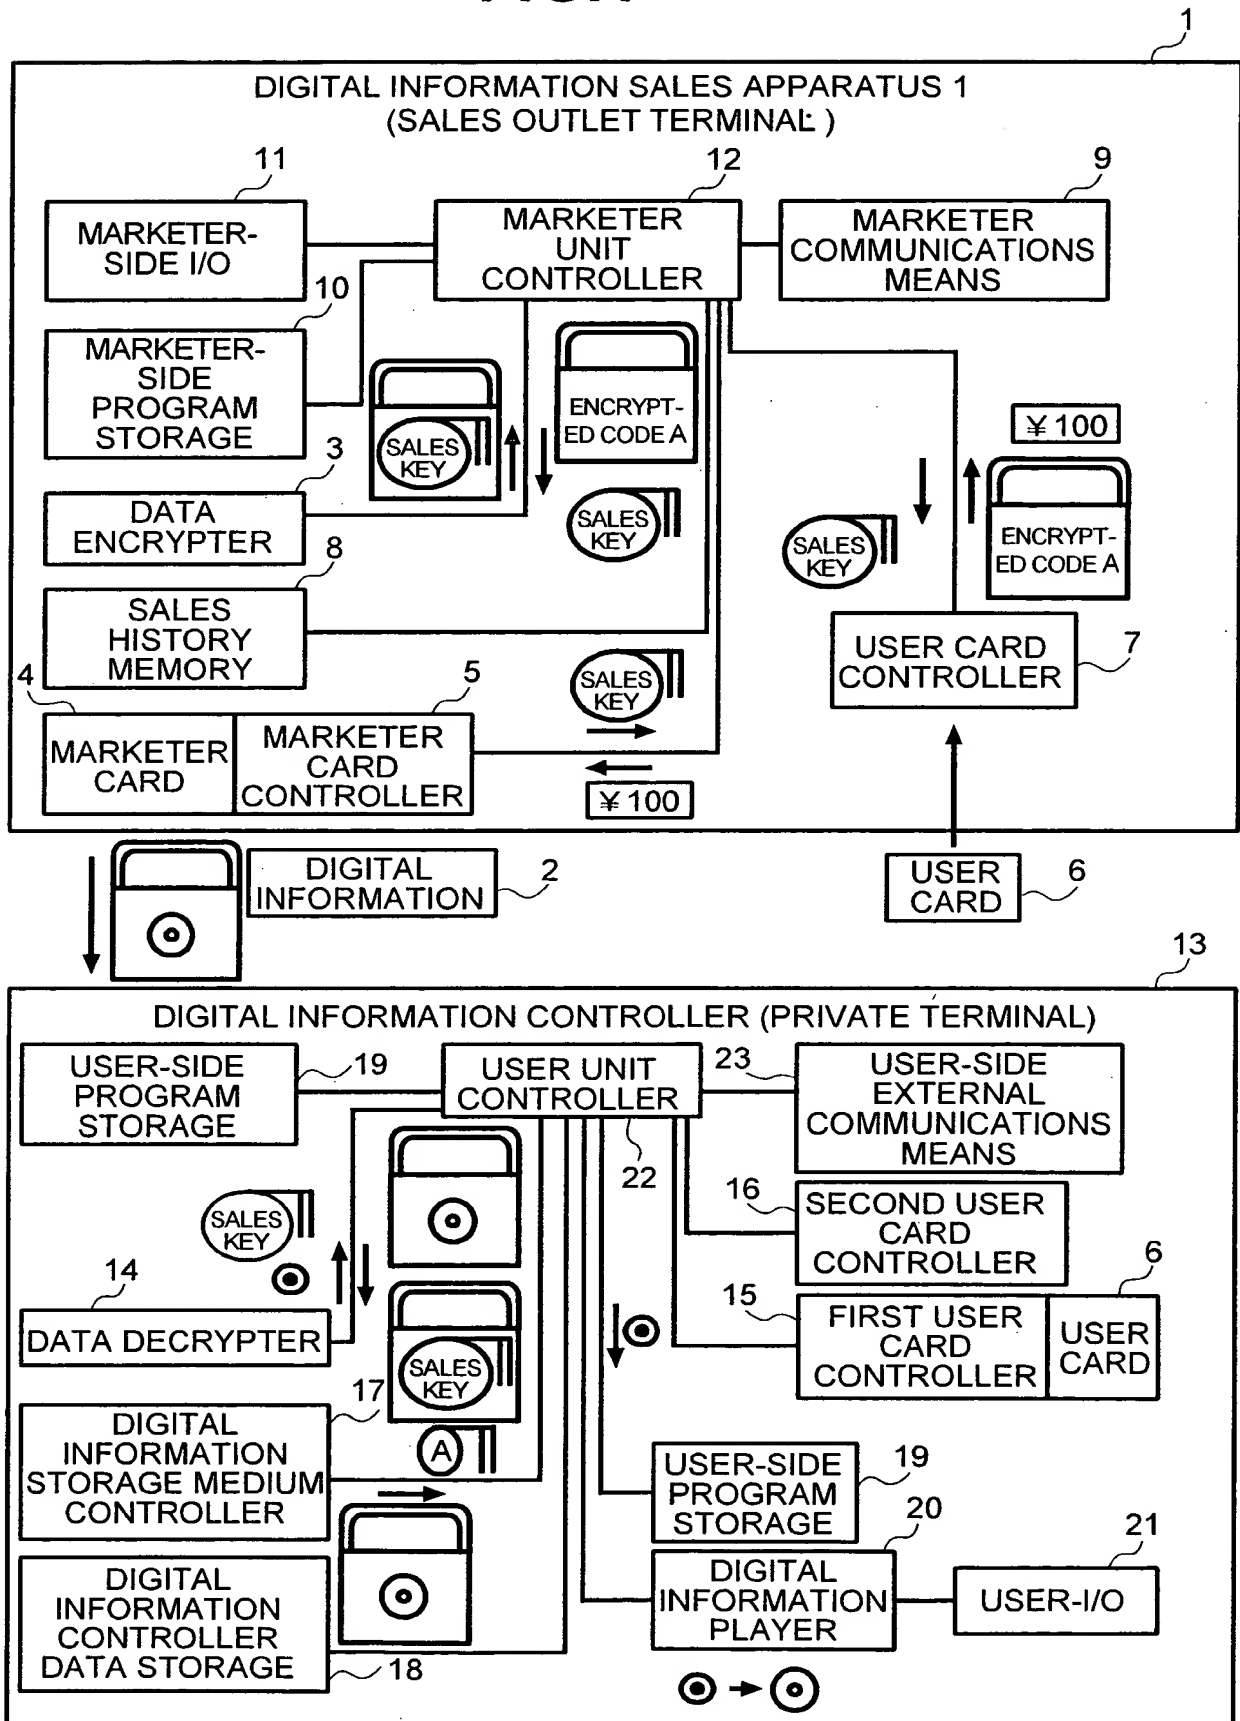 1
DIGITAL INFORMATION SALES APPARATUS 1
(SALES OUTLET TERMINAL)
11
12
9
MARKETER-
SIDE I/O
MARKETER
UNIT
CONTROLLER
MARKETER
COMMUNICATIONS
MEANS
10
MARKETER-
SIDE
PROGRAM
STORAGE
SALES
KEY
ENCRYPT-
ED CODE A
¥100
3
DATA
ENCRYPTER
SALES
KEY
SALES
KEY
ENCRYPT-
ED CODE A
8
SALES
HISTORY
MEMORY
USER CARD
CONTROLLER
7
4
5
SALES
KEY
MARKETER
CARD
MARKETER
CARD
CONTROLLER
¥100
DIGITAL
INFORMATION
2
USER
CARD
6
13
DIGITAL INFORMATION CONTROLLER (PRIVATE TERMINAL)
USER-SIDE
PROGRAM
STORAGE
19
USER UNIT
CONTROLLER
22
23
USER-SIDE
EXTERNAL
COMMUNICATIONS
MEANS
16
SECOND USER
CARD
CONTROLLER
SALES
KEY
14
DATA DECRYPTER
15
6
FIRST USER
CARD
CONTROLLER
USER
CARD
SALES
KEY
17
DIGITAL
INFORMATION
STORAGE MEDIUM
CONTROLLER
A
USER-SIDE
PROGRAM
STORAGE
19
20
21
DIGITAL
INFORMATION
CONTROLLER
DATA STORAGE
18
DIGITAL
INFORMATION
PLAYER
USER-I/O